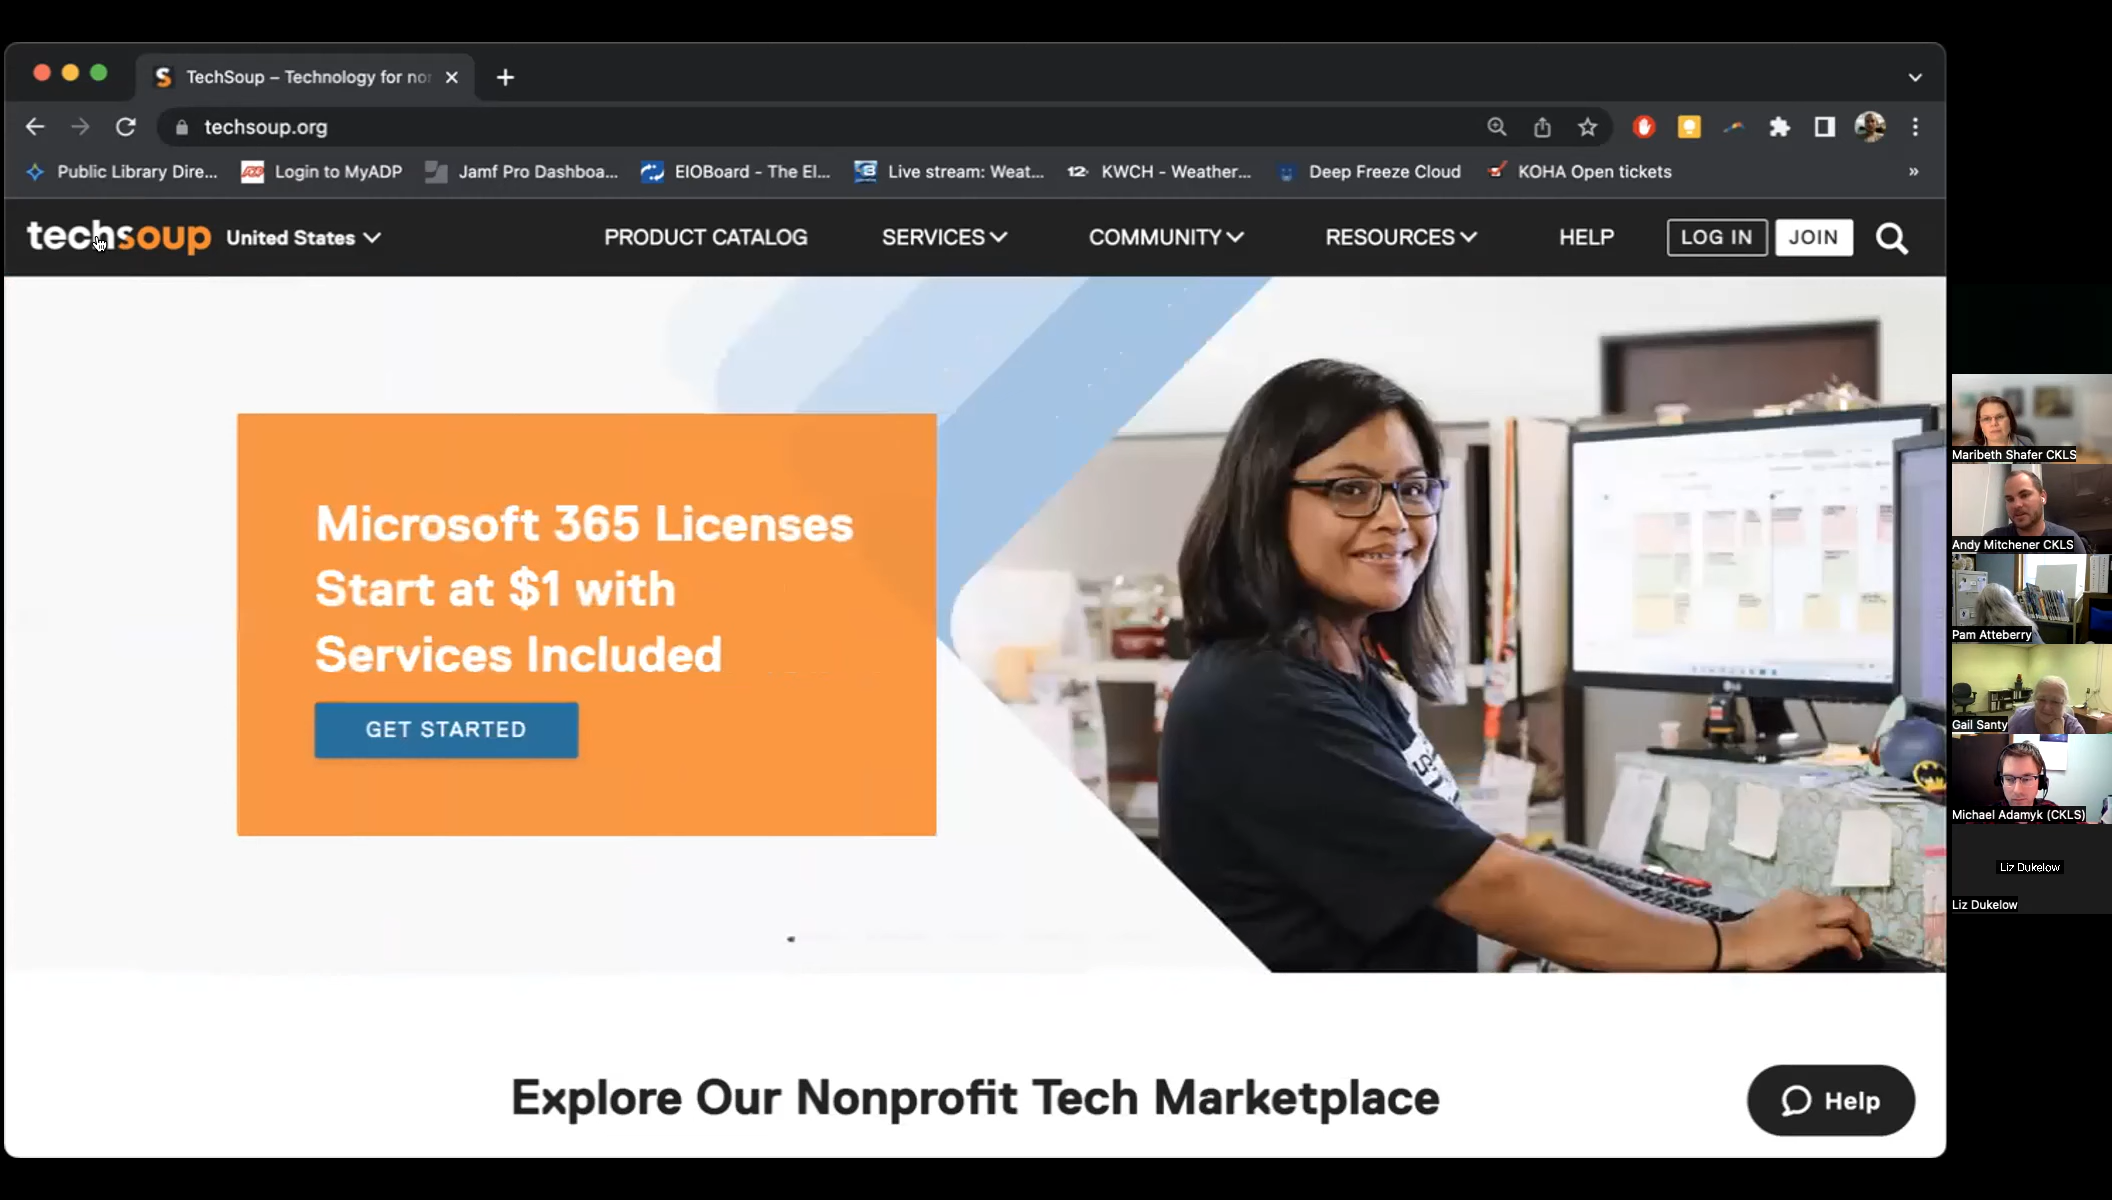 TechSoup – Technology for nor
techsoup.org
Public Library Dire...
Login to MyADP
Jamf Pro Dashboa...
EIOBoard - The El...
Live stream: Weat...
12 KWCH - Weather...
Deep Freeze Cloud
KOHA Open tickets
»
techsoup
United States
PRODUCT CATALOG
SERVICES
COMMUNITY
RESOURCES
HELP
LOG IN
JOIN
Microsoft 365 Licenses
Start at $1 with
Services Included
GET STARTED
Explore Our Nonprofit Tech Marketplace
Help
Maribeth Shafer CKLS
Andy Mitchener CKLS
Pam Atteberry
Gail Santy
Michael Adamyk (CKLS)
Liz Dukelow
Liz Dukelow